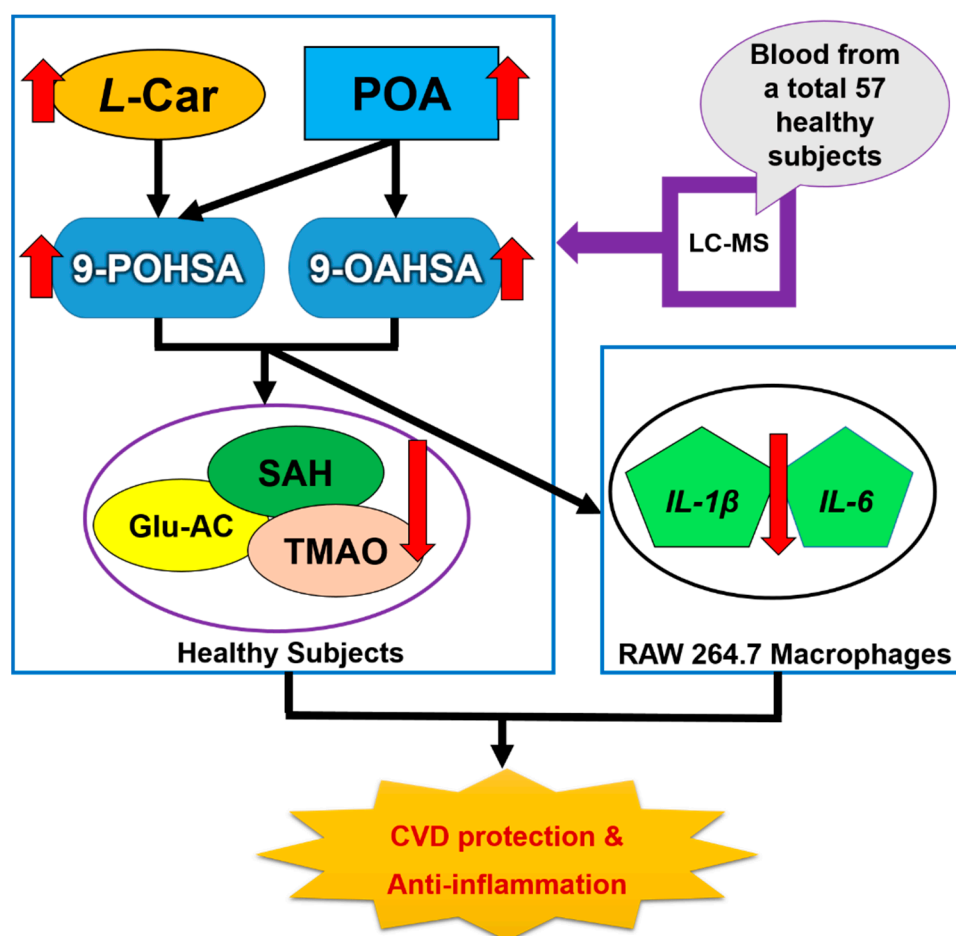 L-Car
POA
Blood from
a total 57
healthy
subjects
9-POHSA
9-OAHSA
LC-MS
SAH
Glu-AC
TMAO
Healthy Subjects
IL-1β
IL-6
RAW 264.7 Macrophages
CVD protection &
Anti-inflammation